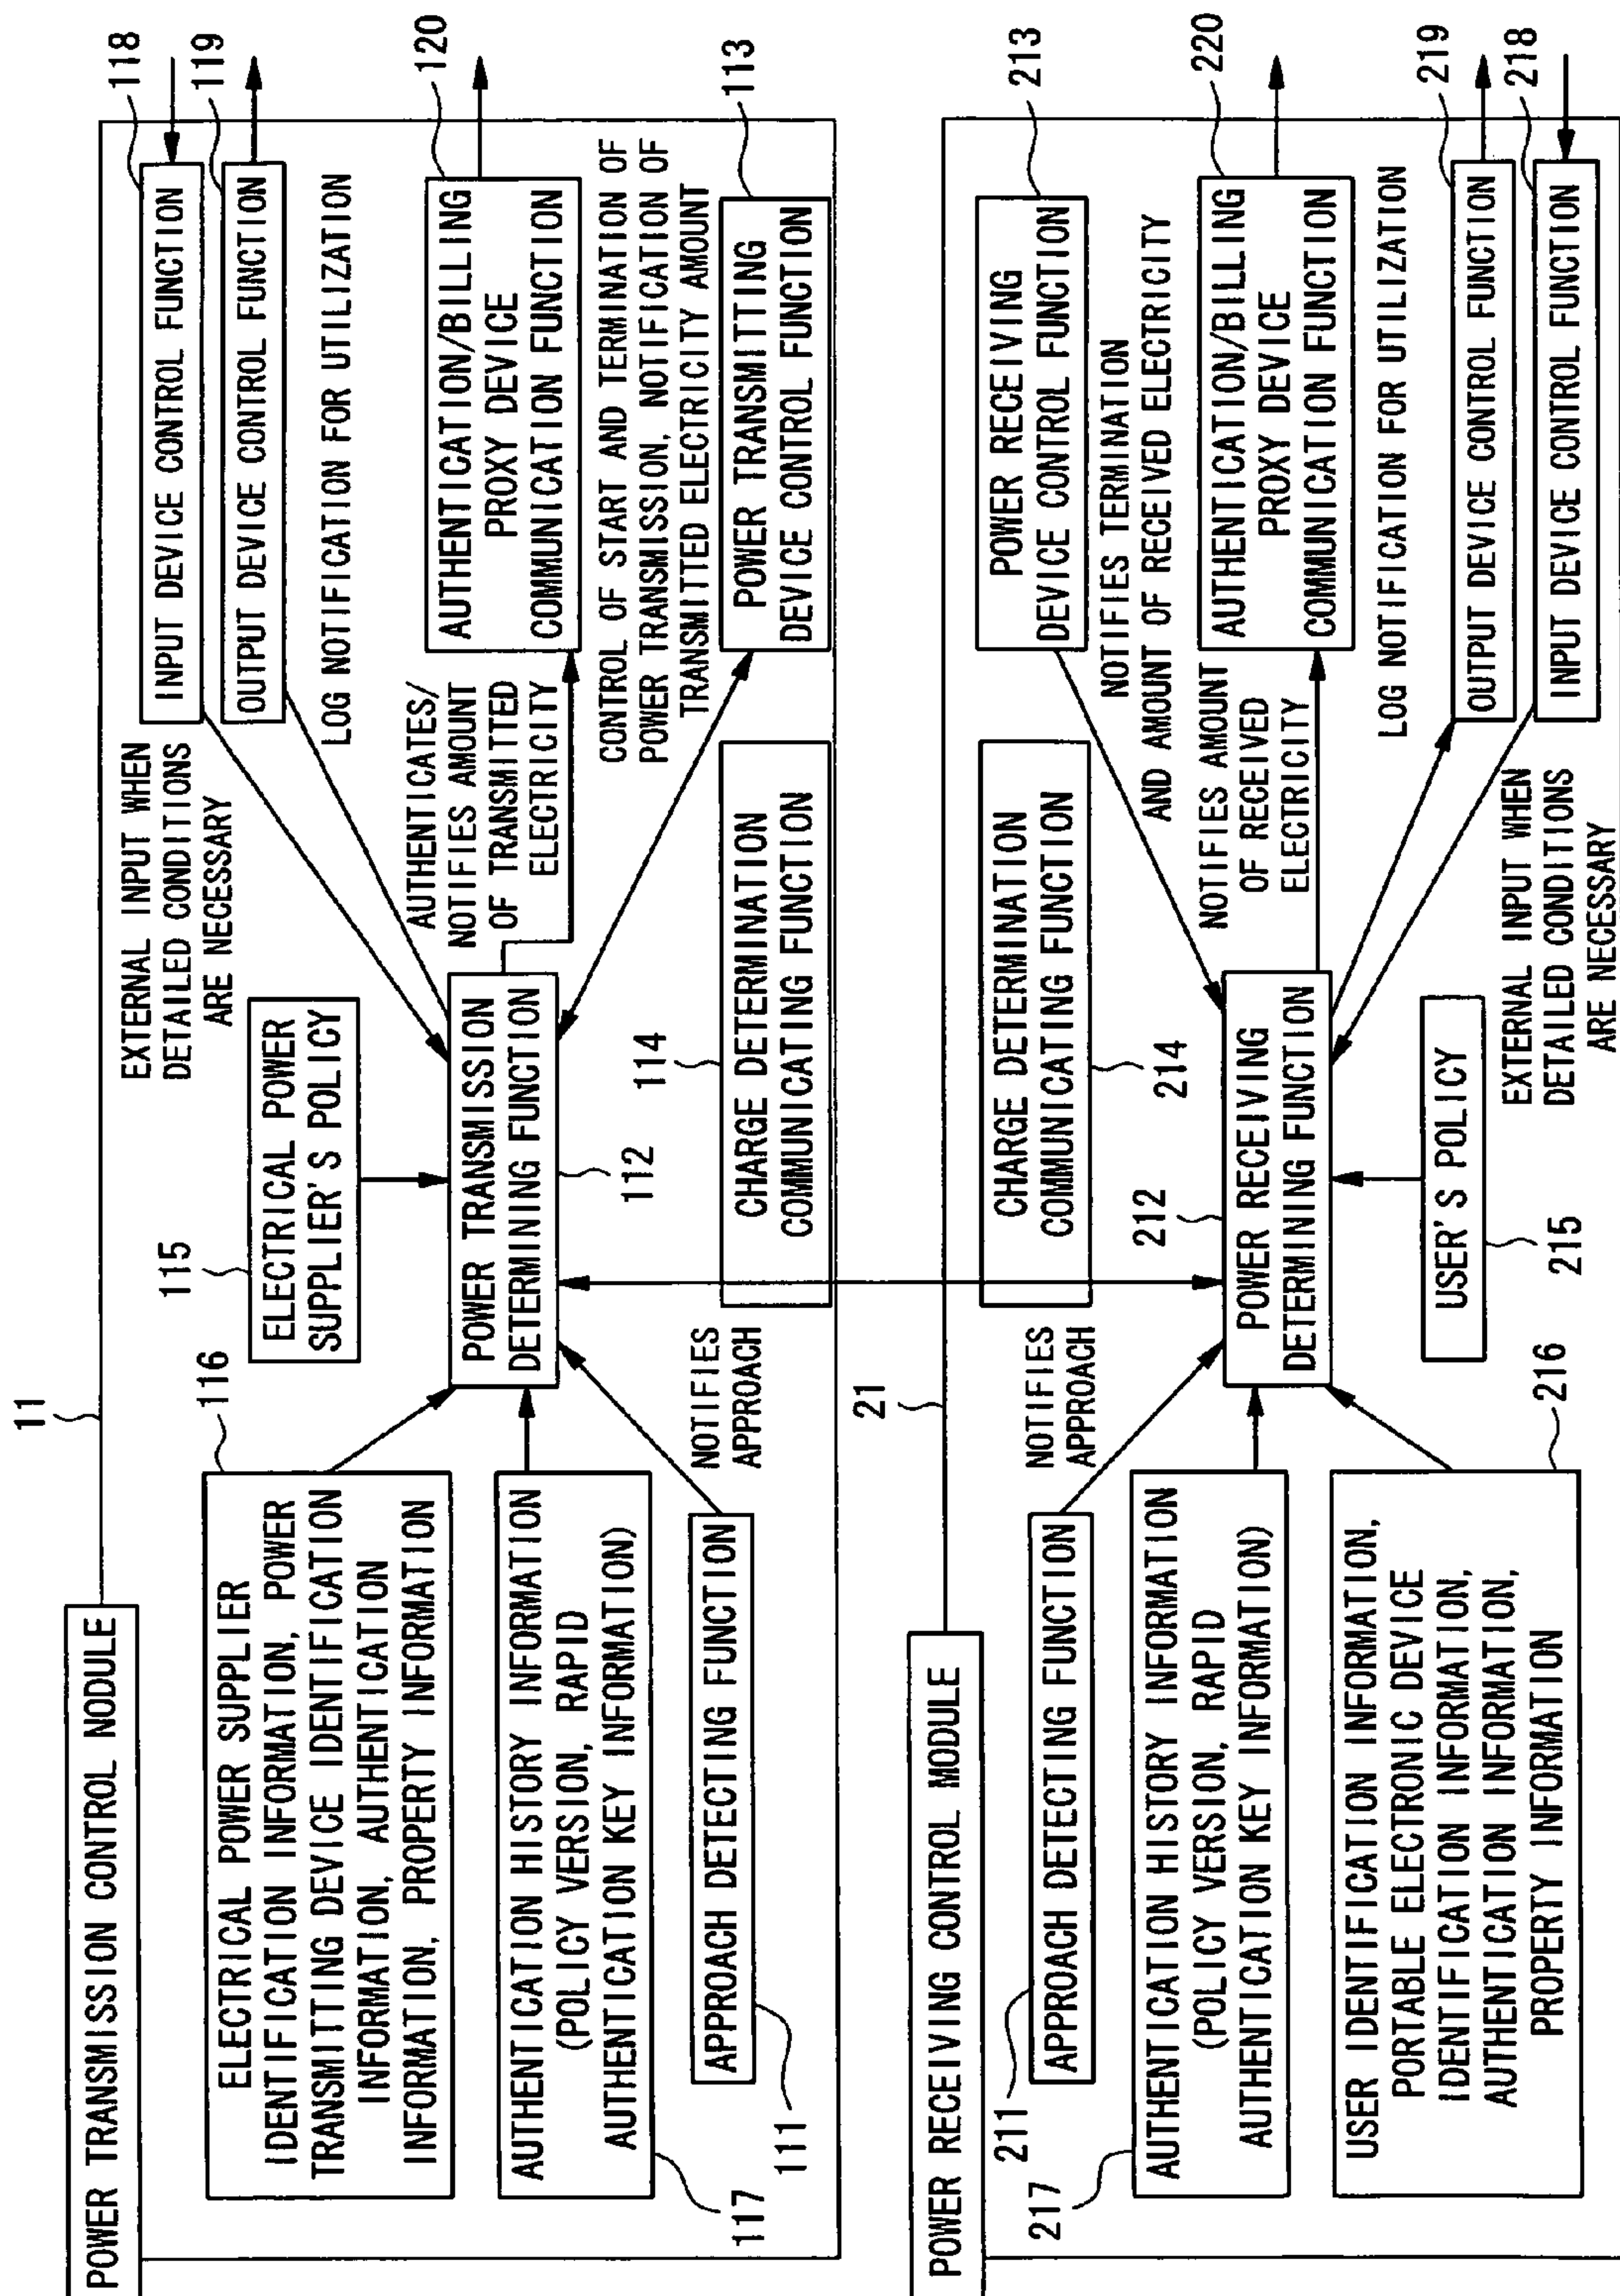 POWER TRANSMISSION CONTROL NODULE
11
ELECTRICAL POWER SUPPLIER
IDENTIFICATION INFORMATION, POWER
TRANSMITTING DEVICE IDENTIFICATION
INFORMATION, AUTHENTICATION
INFORMATION, PROPERTY INFORMATION
116
AUTHENTICATION HISTORY INFORMATION
(POLICY VERSION, RAPID
AUTHENTICATION KEY INFORMATION)
117
APPROACH DETECTING FUNCTION
111
NOTIFIES
APPROACH
115
ELECTRICAL POWER
SUPPLIER'S POLICY
POWER TRANSMISSION
DETERMINING FUNCTION
112
114
CHARGE DETERMINATION
COMMUNICATING FUNCTION
EXTERNAL INPUT WHEN
DETAILED CONDITIONS
ARE NECESSARY
INPUT DEVICE CONTROL FUNCTION
118
OUTPUT DEVICE CONTROL FUNCTION
119
LOG NOTIFICATION FOR UTILIZATION
AUTHENTICATES/
NOTIFIES AMOUNT
OF TRANSMITTED
ELECTRICITY
AUTHENTICATION/BILLING
PROXY DEVICE
COMMUNICATION FUNCTION
120
CONTROL OF START AND TERMINATION OF
POWER TRANSMISSION, NOTIFICATION OF
TRANSMITTED ELECTRICITY AMOUNT
POWER TRANSMITTING
DEVICE CONTROL FUNCTION
113
POWER RECEIVING CONTROL MODULE
21
211
APPROACH DETECTING FUNCTION
NOTIFIES
APPROACH
217
AUTHENTICATION HISTORY INFORMATION
(POLICY VERSION, RAPID
AUTHENTICATION KEY INFORMATION)
USER IDENTIFICATION INFORMATION,
PORTABLE ELECTRONIC DEVICE
IDENTIFICATION INFORMATION,
AUTHENTICATION INFORMATION,
PROPERTY INFORMATION
216
CHARGE DETERMINATION
COMMUNICATING FUNCTION
214
212
POWER RECEIVING
DETERMINING FUNCTION
USER'S POLICY
215
POWER RECEIVING
DEVICE CONTROL FUNCTION
213
NOTIFIES TERMINATION
AND AMOUNT OF RECEIVED ELECTRICITY
NOTIFIES AMOUNT
OF RECEIVED
ELECTRICITY
AUTHENTICATION/BILLING
PROXY DEVICE
COMMUNICATION FUNCTION
220
LOG NOTIFICATION FOR UTILIZATION
OUTPUT DEVICE CONTROL FUNCTION
219
INPUT DEVICE CONTROL FUNCTION
218
EXTERNAL INPUT WHEN
DETAILED CONDITIONS
ARE NECESSARY